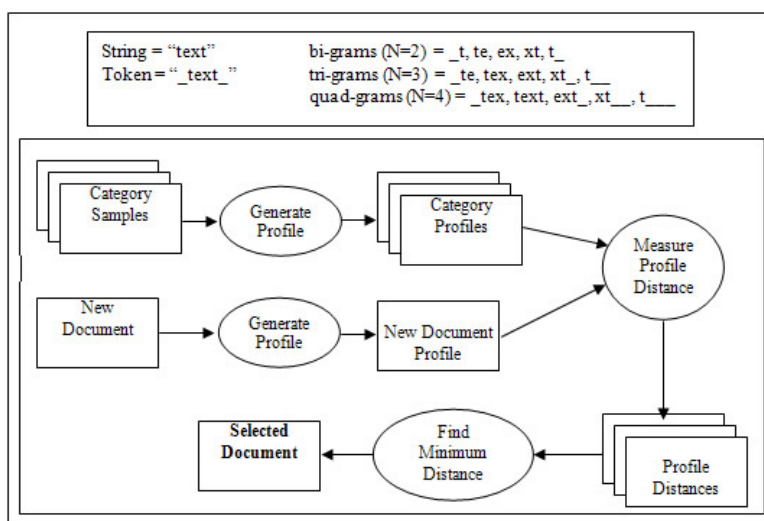 String = “text” bi-grams (N=2) = _t, te, ex, xt, t_
Token = “_text_” tri-grams (N=3) = _te, tex, ext, xt_, t__
quad-grams (N=4) = _tex, text, ext_, xt__, t___
Category
Samples
Generate
Profile
Category
Profiles
Measure
Profile
Distance
New
Document
Generate
Profile
New Document
Profile
Selected
Document
Find
Minimum
Distance
Profile
Distances